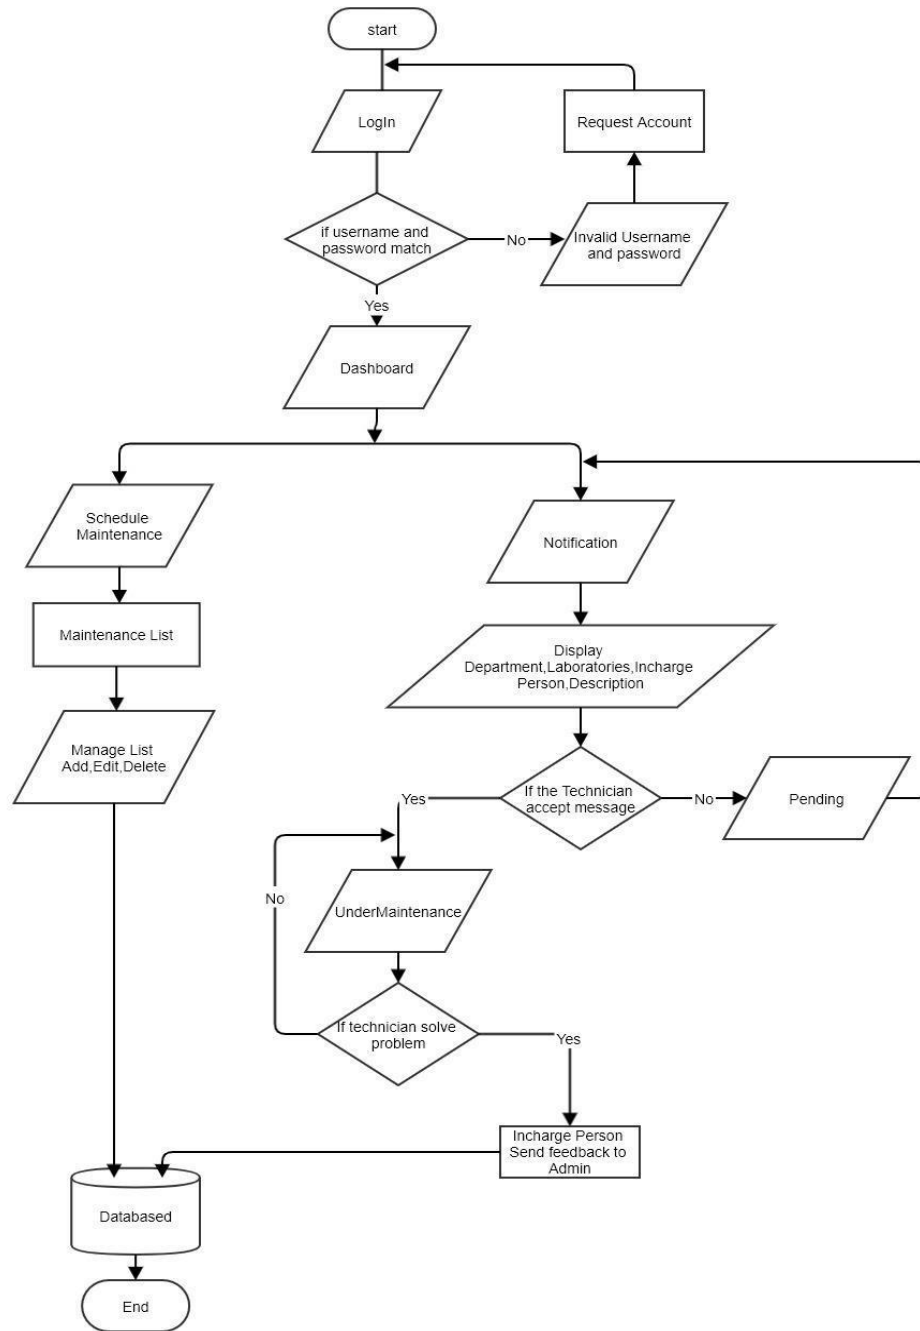 start
LogIn
Request Account
if username and
password match
No
Invalid Username
and password
Yes
Dashboard
Schedule
Maintenance
Notification
Maintenance List
Display
Department,Laboratories,Incharge
Person,Description
Manage List
Add,Edit,Delete
If the Technician
accept message
Yes
No
Pending
No
UnderMaintenance
If technician solve
problem
Yes
Incharge Person
Send feedback to
Admin
Databased
End